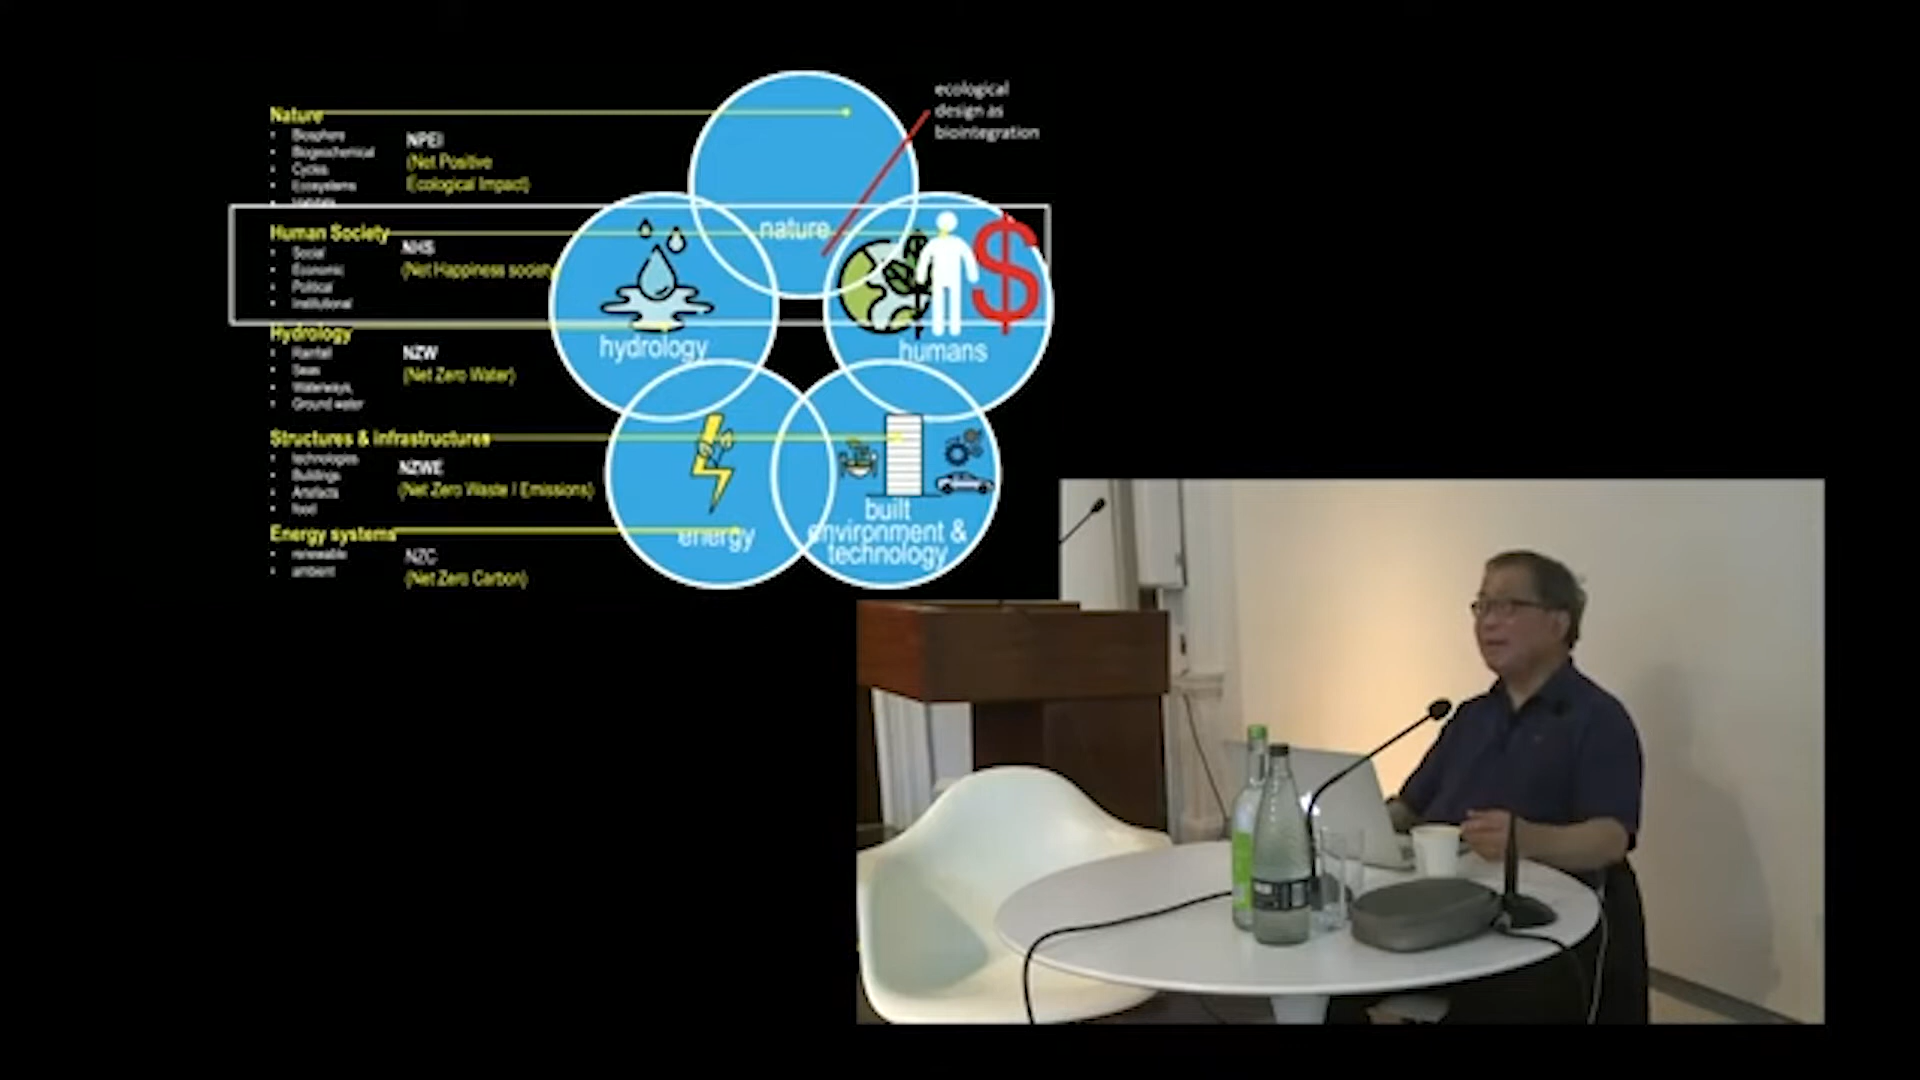 Nature
Biosphere
Biogeochemical
Cycles
Ecosystems
Habitats
NPEI
(Net Positive
Ecological Impact)
Human Society
Social
Economic
Political
Institutional
NHS
(Net Happiness society
Hydrology
Rainfall
Seas
Waterways,
Ground water
NZW
(Net Zero Water)
Structures & infrastructures
technologies
Buildings
Artefacts
food
NZWE
(Net Zero Waste / Emissions)
Energy systems
renewable
ambient
NZC
(Net Zero Carbon)
ecological
design as
biointegration
nature
hydrology
humans
$
energy
built
environment &
technology